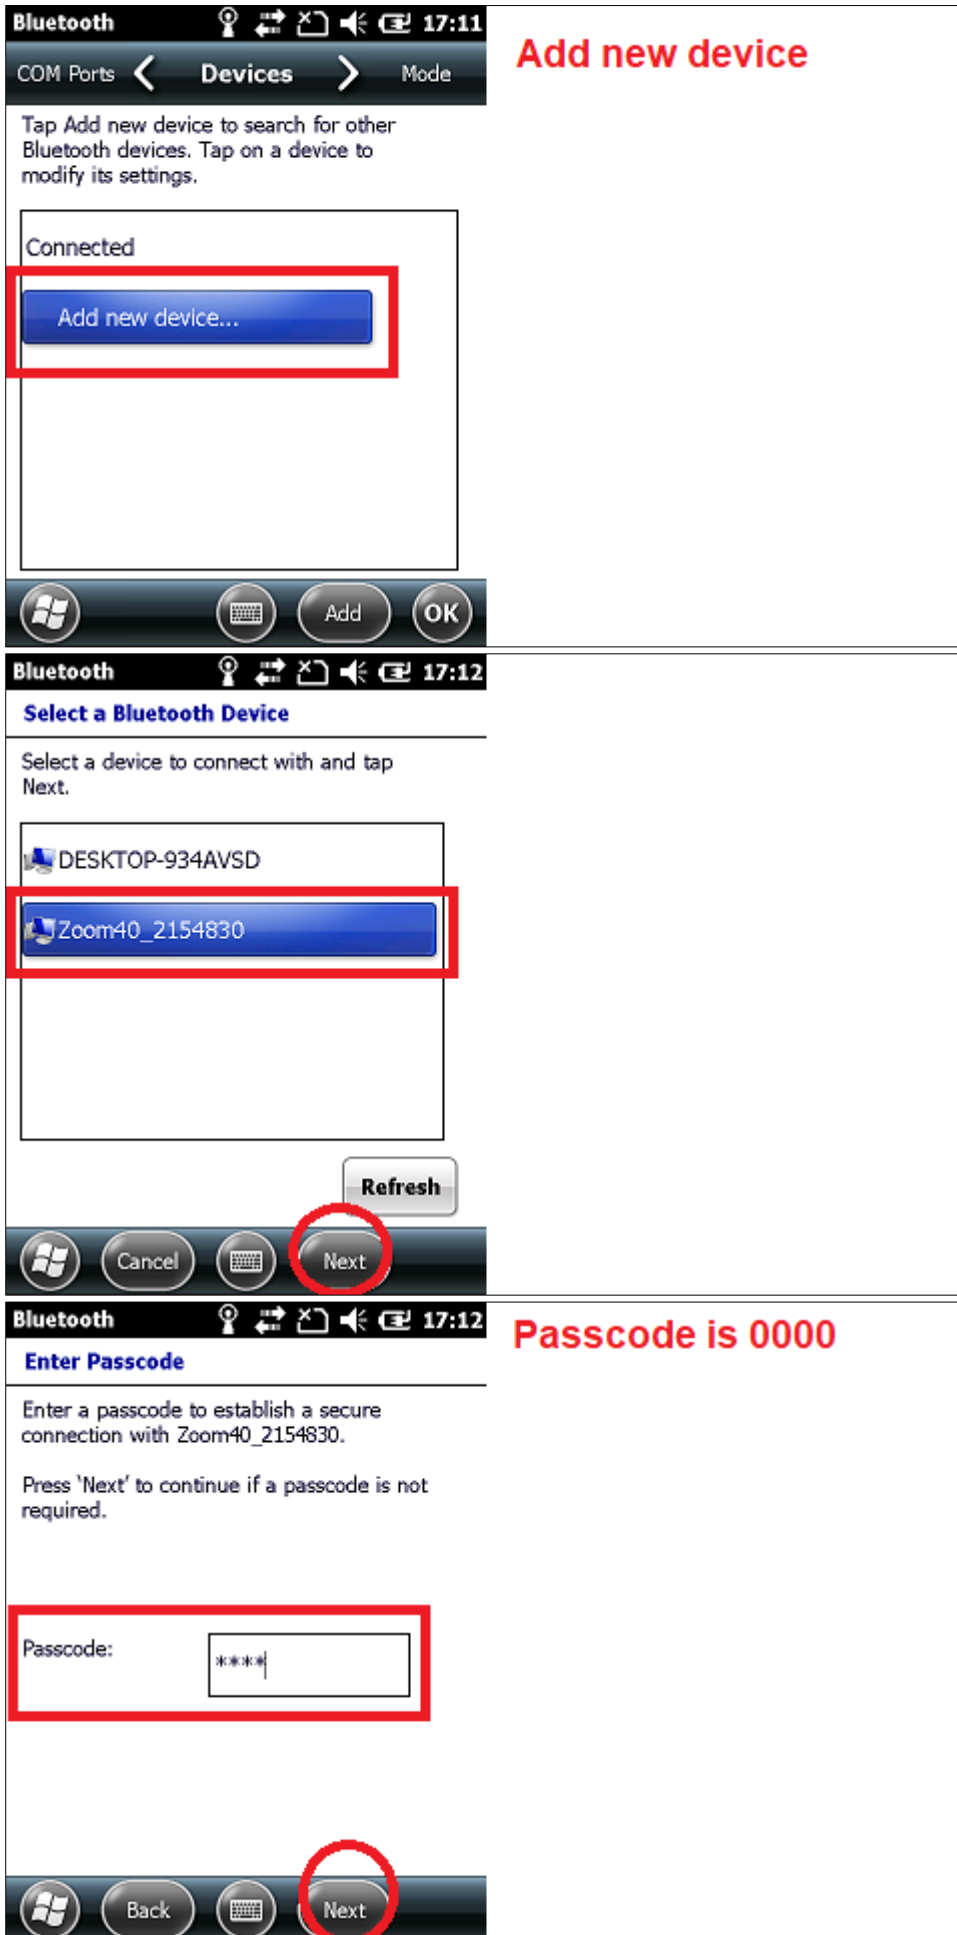 Bluetooth 17:11
COM Ports Devices Mode
Add new device
Tap Add new device to search for other
Bluetooth devices. Tap on a device to
modify its settings.
Connected
Add new device...
Add OK
Bluetooth 17:12
Select a Bluetooth Device
Select a device to connect with and tap
Next.
DESKTOP-934AVSD
Zoom40_2154830
Refresh
Cancel Next
Bluetooth 17:12
Passcode is 0000
Enter Passcode
Enter a passcode to establish a secure
connection with Zoom40_2154830.
Press 'Next' to continue if a passcode is not
required.
Passcode: ****
Back Next